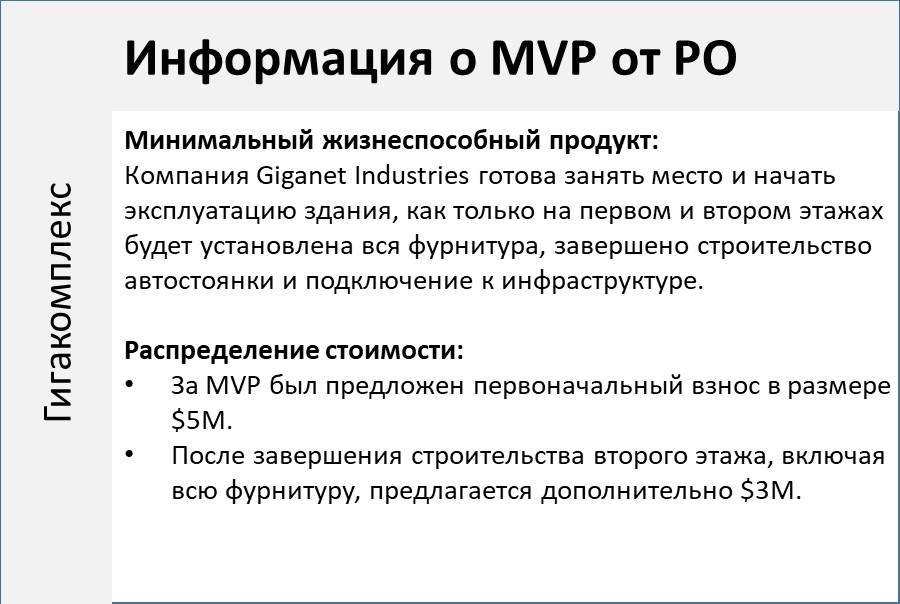 Информация о MVP от PO
Гигакомплекс
Минимальный жизнеспособный продукт:
Компания Giganet Industries готова занять место и начать
эксплуатацию здания, как только на первом и втором этажах
будет установлена вся фурнитура, завершено строительство
автостоянки и подключение к инфраструктуре.
Распределение стоимости:
• За MVP был предложен первоначальный взнос в размере
$5M.
• После завершения строительства второго этажа, включая
всю фурнитуру, предлагается дополнительно $3M.